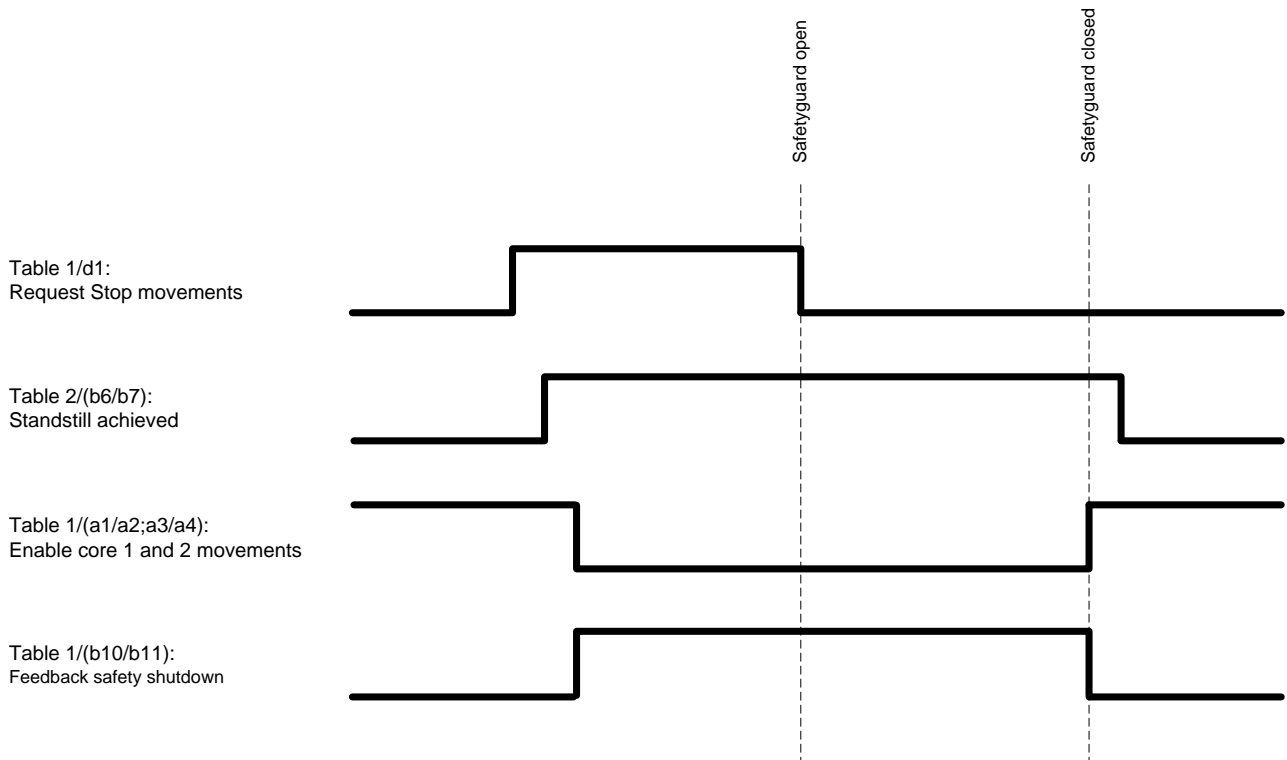 Safetyguard open
Safetyguard closed
Table 1/d1:
Request Stop movements
Table 2/(b6/b7):
Standstill achieved
Table 1/(a1/a2;a3/a4):
Enable core 1 and 2 movements
Table 1/(b10/b11):
Feedback safety shutdown